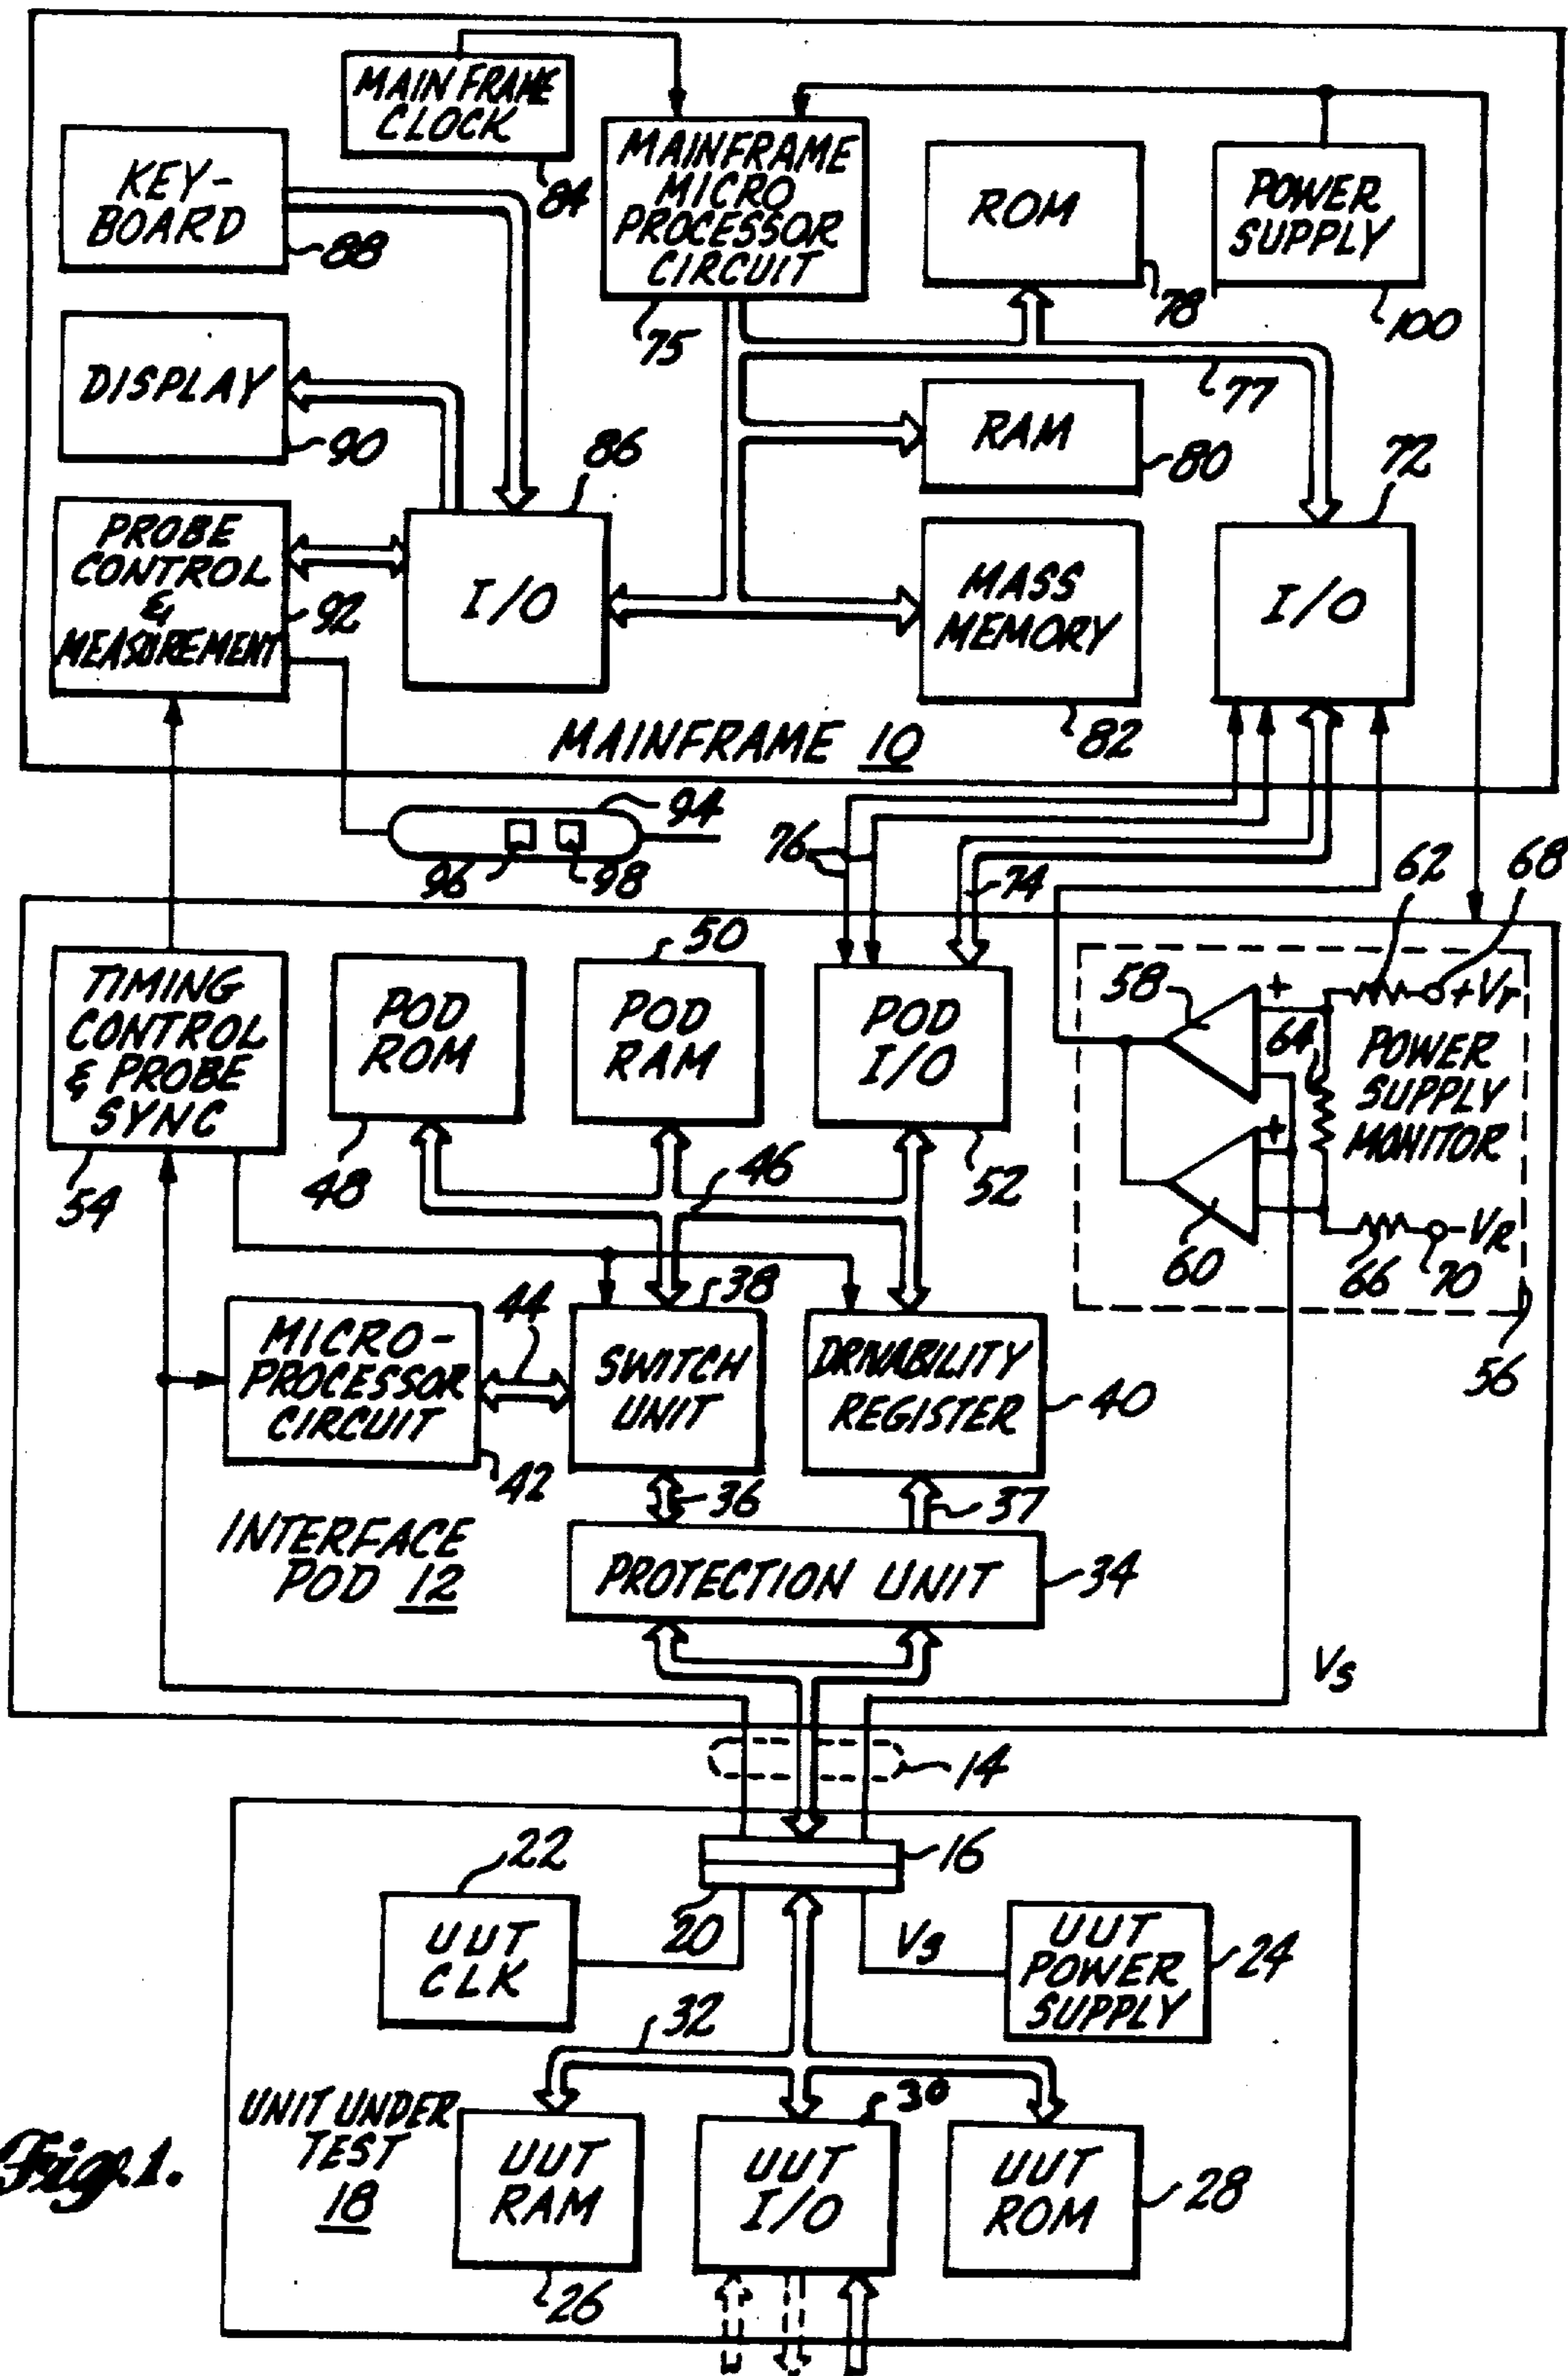 MAIN FRAME
CLOCK
84
KEY-
BOARD
88
MAINFRAME
MICRO
PROCESSOR
CIRCUIT
75
ROM
78
POWER
SUPPLY
100
77
DISPLAY
90
RAM
80
86
72
PROBE
CONTROL
&
MEASUREMENT
92
I/O
MASS
MEMORY
82
I/O
MAINFRAME 10
94
96
98
76
74
62
68
TIMING
CONTROL
& PROBE
SYNC
54
POD
ROM
48
50
POD
RAM
POD
I/O
52
46
58
+
64
+Vr
POWER
SUPPLY
MONITOR
+
60
66
70
-VR
56
MICRO-
PROCESSOR
CIRCUIT
42
44
38
SWITCH
UNIT
DRIVABILITY
REGISTER
40
36
37
INTERFACE
POD 12
PROTECTION UNIT
34
Vs
14
16
20
22
UUT
CLK
Vs
UUT
POWER
SUPPLY
24
32
UNIT UNDER
TEST
18
UUT
RAM
26
30
UUT
I/O
UUT
ROM
28
Fig.1.